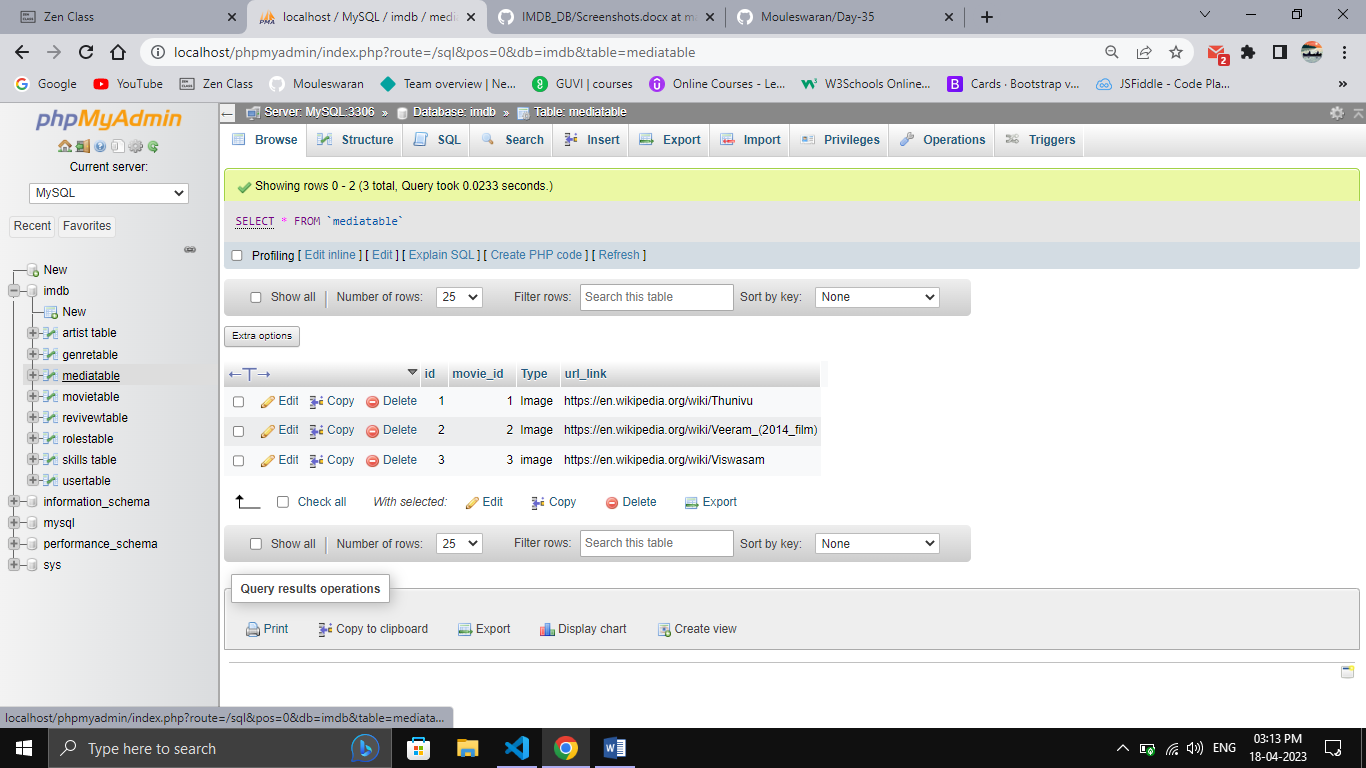 Zen Class
localhost / MySQL / imdb / medi
IMDB_DB/Screenshots.docx at m
Mouleswaran/Day-35
localhost/phpmyadmin/index.php?route=/sql&pos=0&db=imdb&table=mediatable
2
Google YouTube Zen Class Mouleswaran Team overview | Ne... GUVI | courses Online Courses - Le... W3Schools Online... Cards · Bootstrap v... JSFiddle - Code Pla... »
phpMyAdmin
Current server:
MySQL
Recent Favorites
New
imdb
New
artist table
genretable
mediatable
movietable
revivewtable
rolestable
skills table
usertable
information_schema
mysql
performance_schema
sys
Server: MySQL:3306 » Database: imdb » Table: mediatable
Browse Structure SQL Search Insert Export Import Privileges Operations Triggers
Showing rows 0 - 2 (3 total, Query took 0.0233 seconds.)
SELECT * FROM `mediatable`
Profiling [ Edit inline ] [ Edit ] [ Explain SQL ] [ Create PHP code ] [ Refresh ]
Show all Number of rows: 25 Filter rows: Search this table Sort by key: None
Extra options
←T→ id movie_id Type url_link
Edit Copy Delete 1 1 Image https://en.wikipedia.org/wiki/Thunivu
Edit Copy Delete 2 2 Image https://en.wikipedia.org/wiki/Veeram_(2014_film)
Edit Copy Delete 3 3 image https://en.wikipedia.org/wiki/Viswasam
Check all With selected: Edit Copy Delete Export
Show all Number of rows: 25 Filter rows: Search this table Sort by key: None
Query results operations
Print Copy to clipboard Export Display chart Create view
localhost/phpmyadmin/index.php?route=/sql&pos=0&db=imdb&table=mediata...
Type here to search
ENG
03:13 PM
18-04-2023